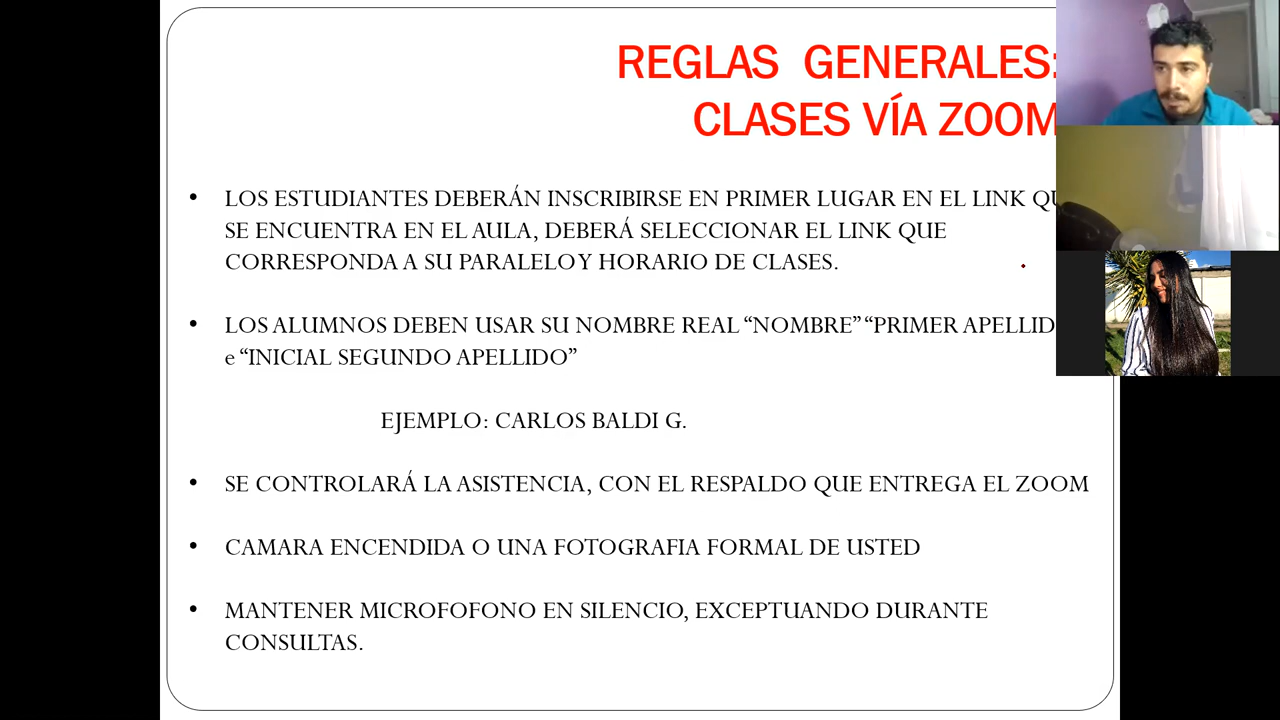 REGLAS GENERALES:
CLASES VÍA ZOOM
• LOS ESTUDIANTES DEBERÁN INSCRIBIRSE EN PRIMER LUGAR EN EL LINK
SE ENCUENTRA EN EL AULA, DEBERÁ SELECCIONAR EL LINK QUE
CORRESPONDA A SU PARALELO Y HORARIO DE CLASES.
• LOS ALUMNOS DEBEN USAR SU NOMBRE REAL “NOMBRE” “PRIMER APELLID
e “INICIAL SEGUNDO APELLIDO”
EJEMPLO: CARLOS BALDI G.
• SE CONTROLARÁ LA ASISTENCIA, CON EL RESPALDO QUE ENTREGA EL ZOOM
• CAMARA ENCENDIDA O UNA FOTOGRAFIA FORMAL DE USTED
• MANTENER MICROFOFONO EN SILENCIO, EXCEPTUANDO DURANTE
CONSULTAS.